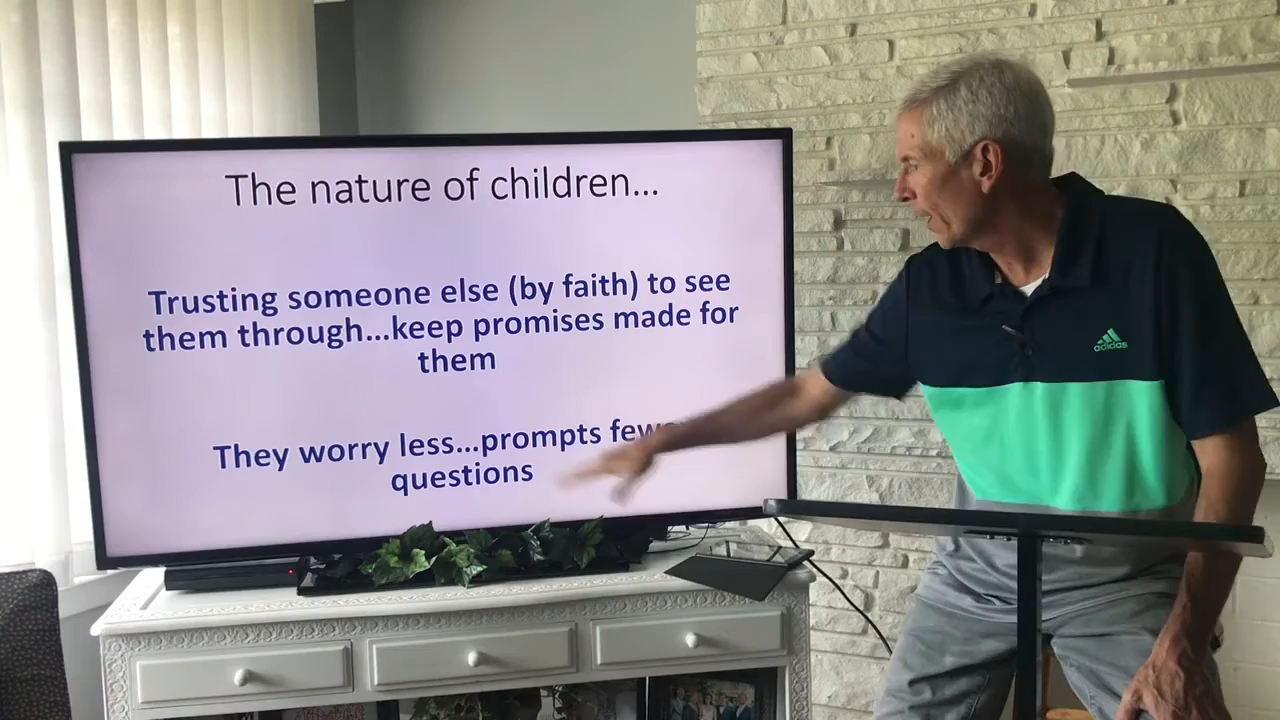 The nature of children...
Trusting someone else (by faith) to see
them through...keep promises made for
them
They worry less...prompts
questions
adidas